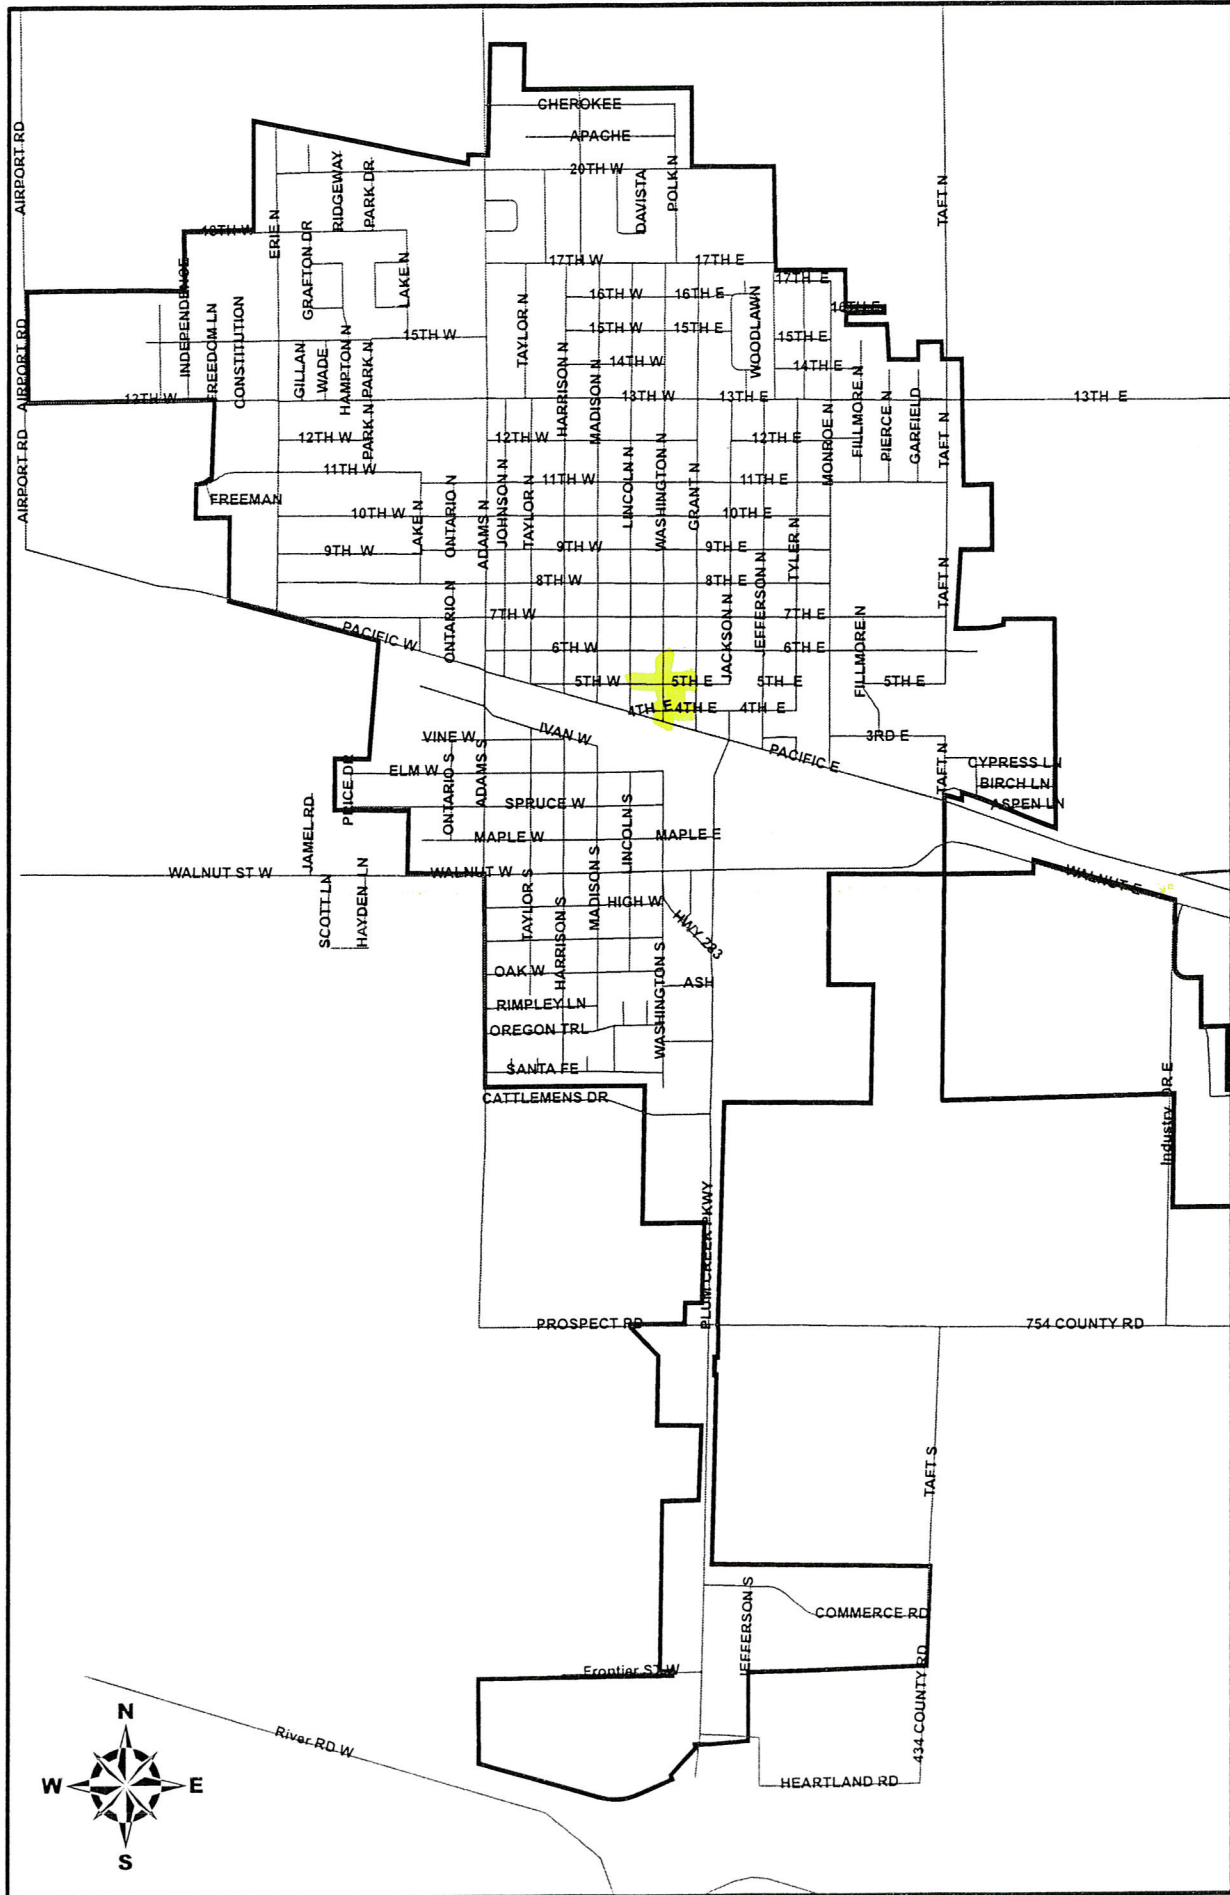 CHEROKEE
APACHE
20TH W
AIRPORT RD
RIDGEWAY
PARK DR
DAVISTA
POLK N
TAFT N
18TH W
ERIE N
GRAFTON DR
LAKE N
17TH W
17TH E
17TH E
INDEPENDENCE
FREEDOM LN
CONSTITUTION
16TH W
16TH E
WOODLAWN
16TH E
AIRPORT RD
GILLAN
WADE
HAMPTON N
PARK N
15TH W
TAYLOR N
HARRISON N
MADISON N
15TH W
15TH E
15TH E
14TH W
14TH E
FILLMORE N
PIERCE N
GARFIELD
13TH W
13TH W
13TH E
13TH E
AIRPORT RD
12TH W
PARK N
12TH W
12TH E
MONROE N
TAFT N
11TH W
FREEMAN
11TH W
LINCOLN N
WASHINGTON N
GRANT N
11TH E
10TH W
LAKE N
ONTARIO N
ADAMS N
JOHNSON N
TAYLOR N
10TH E
TYLER N
9TH W
9TH W
9TH E
8TH W
8TH E
JEFFERSON N
TAFT N
7TH W
7TH E
PACIFIC W
ONTARIO N
6TH W
JACKSON N
6TH E
FILLMORE N
5TH W
5TH E
5TH E
5TH E
4TH E
4TH E
4TH E
IVAN W
VINE W
3RD E
PACIFIC E
CYPRESS LN
BIRCH LN
ASPEN LN
TAFT N
PRICE DR
ELM W
ONTARIO S
ADAMS S
SPRUCE W
LINCOLN S
JAMEL RD
MAPLE W
MAPLE E
WALNUT ST W
WALNUT W
WALNUT E
SCOTT LN
HAYDEN LN
TAYLOR S
HARRISON S
MADISON S
HIGH W
HWY 283
OAK W
WASHINGTON S
ASH
RIMPLEY LN
OREGON TRL
SANTA FE
CATTLEMENS DR
Industry DR E
PLUM CREEK PKWY
PROSPECT RD
754 COUNTY RD
TAFT S
JEFFERSON S
COMMERCE RD
Frontier ST W
434 COUNTY RD
River RD W
HEARTLAND RD
N
W
E
S